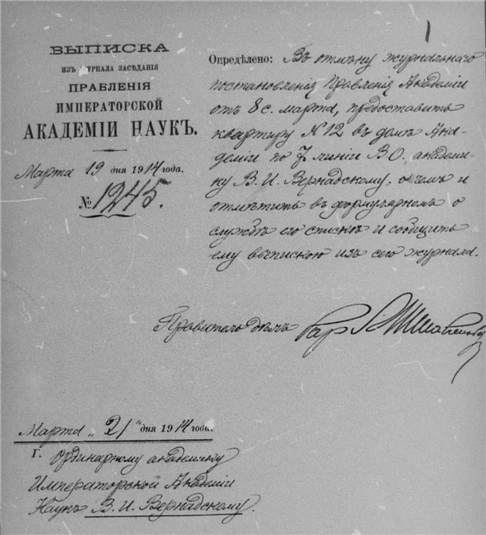 1
ВЫПИСКА
ИЗЪ ЖУРНАЛА ЗАСѢДАНІЯ
ПРАВЛЕНІЯ
ИМПЕРАТОРСКОЙ
АКАДЕМІИ НАУКЪ.
Марта 19 дня 1914 года.
№ 1245.
Опредѣлено: Въ отмѣну журнальнаго
постановленія Правленія Академіи
отъ 8 с. марта, предоставить
квартиру № 12 въ домѣ Ака-
деміи по 7 линіи В.О. академи-
ку В. И. Вернадскому, о чемъ и
отмѣтить въ формулярномъ о
службѣ его спискѣ и сообщить
ему выпискою изъ сего журнала.
Правитель дѣлъ
Марта „21" дня 1914 года.
Г. Ординарному академику
Императорской Академіи
Наукъ В. И. Вернадскому.